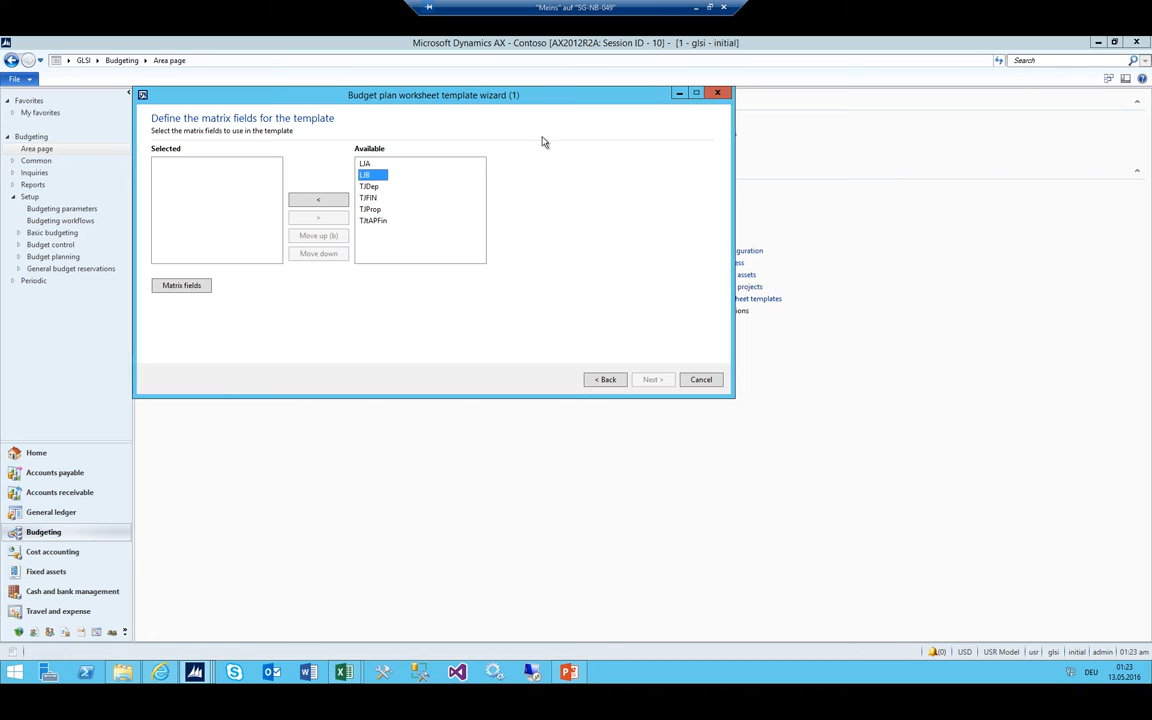 "Meins" auf "SG-NB-049"
Microsoft Dynamics AX - Contoso [AX2012R2A: Session ID - 10] - [1 - glsi - initial]
GLSI
Budgeting
Area page
Search
File
Favorites
My favorites
Budgeting
Area page
Common
Inquiries
Reports
Setup
Budgeting parameters
Budgeting workflows
Basic budgeting
Budget control
Budget planning
General budget reservations
Periodic
Budget plan worksheet template wizard (1)
Define the matrix fields for the template
Select the matrix fields to use in the template
Selected
Available
LJA
LJB
TJDep
TJFIN
TJProp
TJtAPFin
<
>
Move up (b)
Move down
Matrix fields
< Back
Next >
Cancel
guration
ess
assets
projects
sheet templates
ions
Home
Accounts payable
Accounts receivable
General ledger
Budgeting
Cost accounting
Fixed assets
Cash and bank management
Travel and expense
(0)
USD
USR Model
usr
glsi
initial
admin
01:23 am
DEU
01:23
13.05.2016